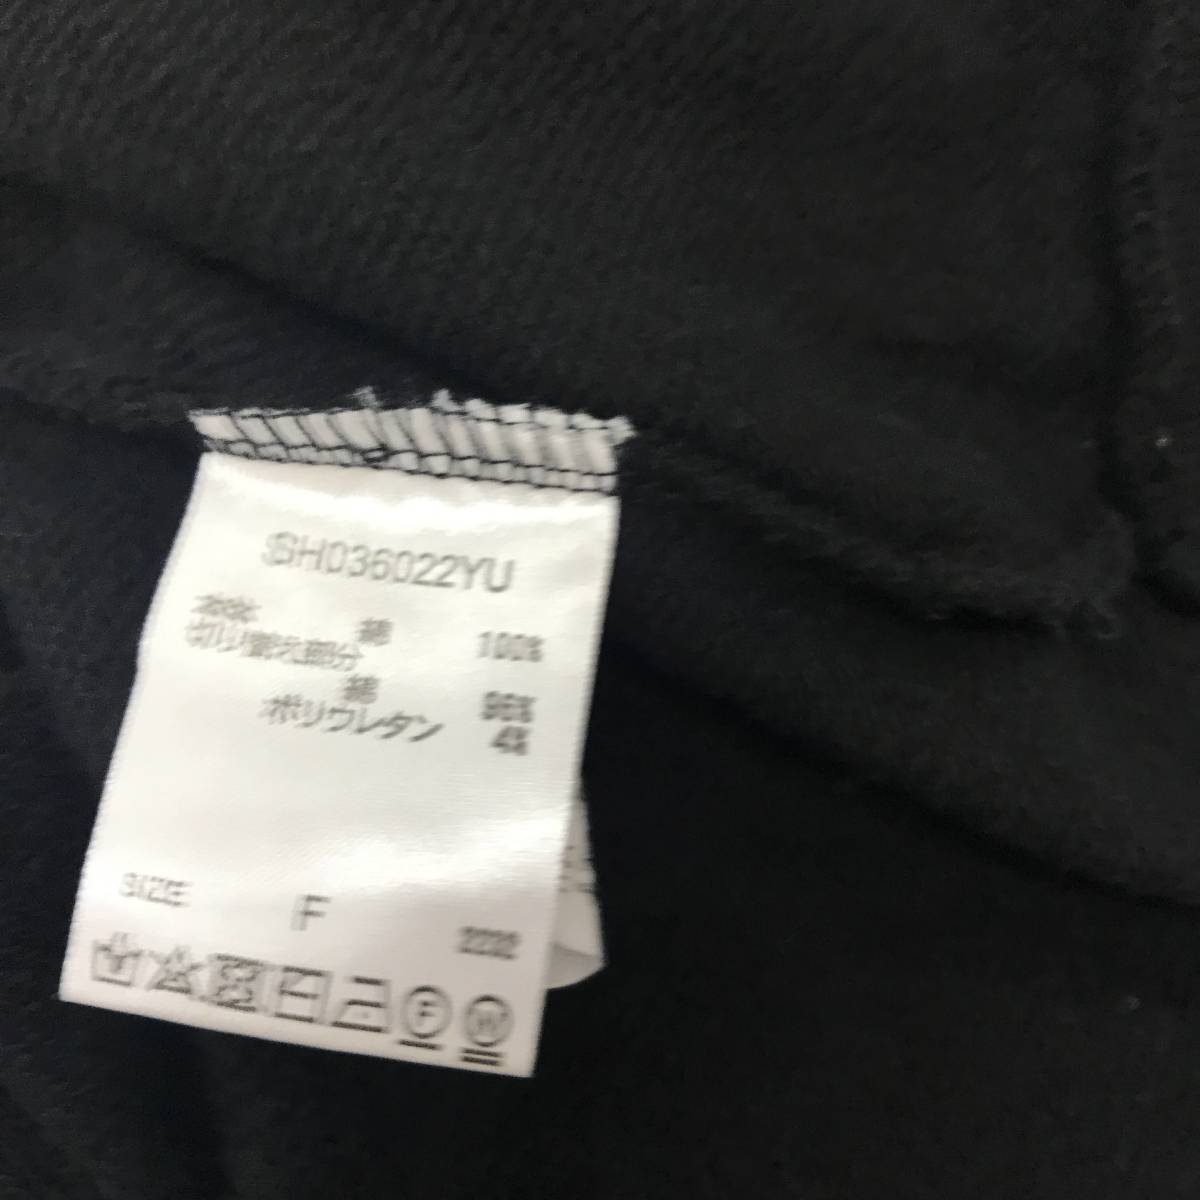 SH036022YU
本体 綿 100%
切り替え部分
綿 96%
ポリウレタン 4%
SIZE F 2232
F W